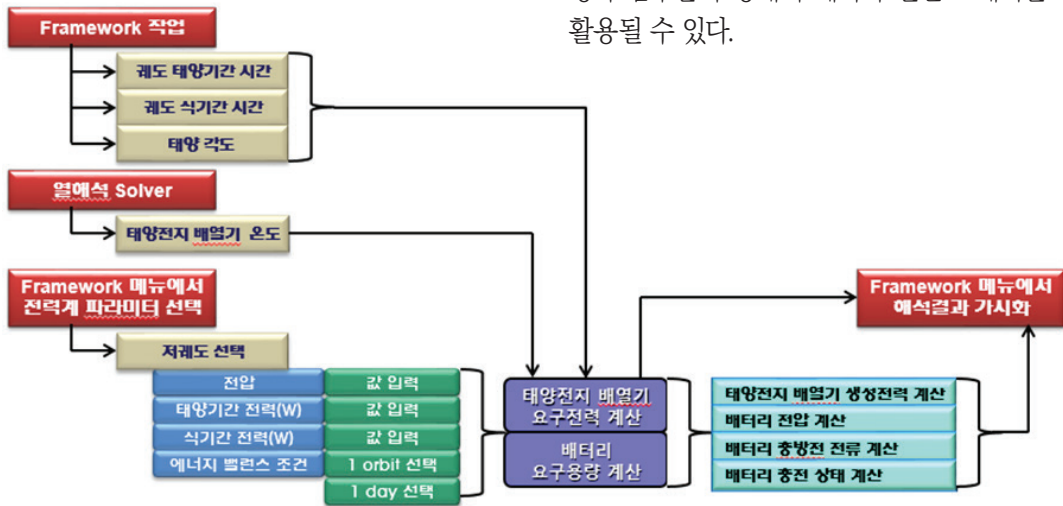 활용될 수 있다.
Framework 작업
궤도 태양기간 시간
궤도 식기간 시간
태양 각도
열해석 Solver
태양전지 배열기 온도
Framework 메뉴에서
전력계 파라미터 선택
저궤도 선택
전압
값 입력
태양기간 전력(W)
값 입력
식기간 전력(W)
값 입력
에너지 밸런스 조건
1 orbit 선택
1 day 선택
태양전지 배열기
요구전력 계산
배터리
요구용량 계산
Framework 메뉴에서
해석결과 가시화
태양전지 배열기 생성전력 계산
배터리 전압 계산
배터리 충방전 전류 계산
배터리 충전 상태 계산